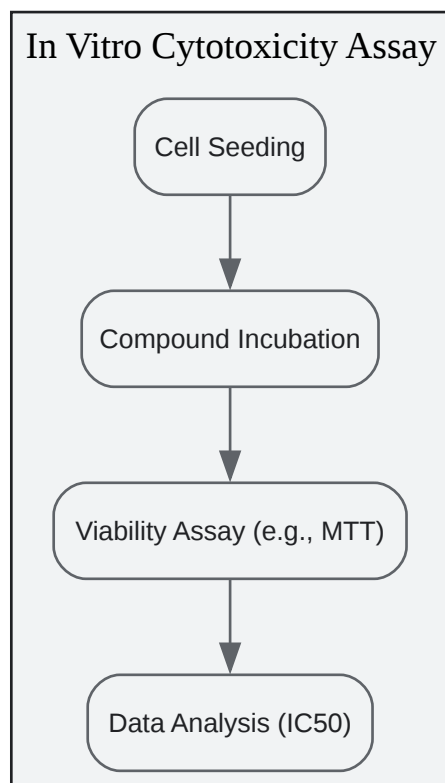 In Vitro Cytotoxicity Assay
Cell Seeding
Compound Incubation
Viability Assay (e.g., MTT)
Data Analysis (IC50)